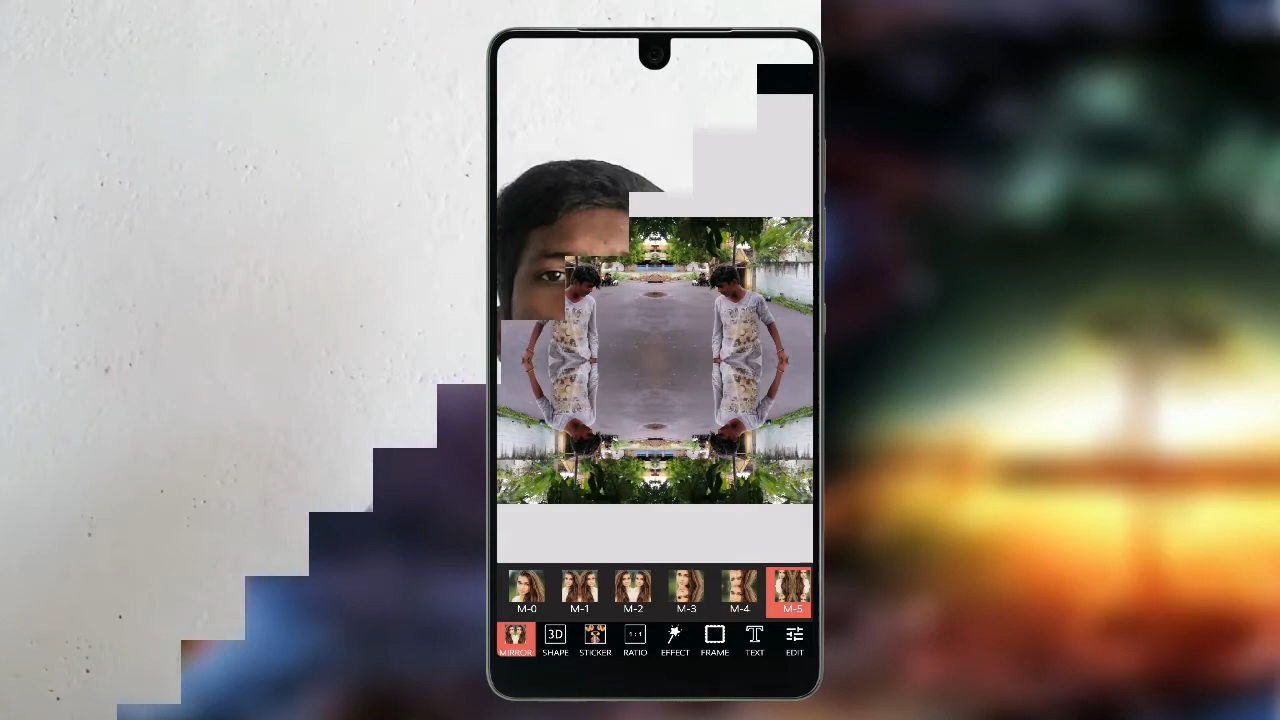 M-0 M-1 M-2 M-3 M-4 M-5
3D 1:1
MIRROR SHAPE STICKER RATIO EFFECT FRAME TEXT EDIT